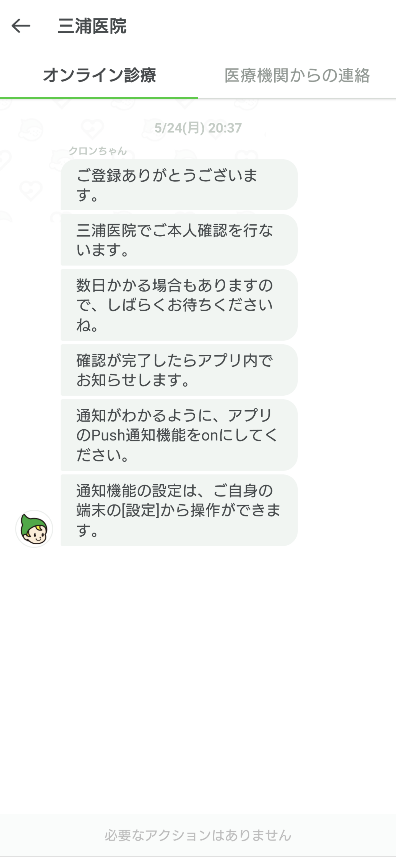 三浦医院
オンライン診療
医療機関からの連絡
5/24(月) 20:37
クロンちゃん
ご登録ありがとうございま
す。
三浦医院でご本人確認を行な
います。
数日かかる場合もありますの
で、しばらくお待ちください
ね。
確認が完了したらアプリ内で
お知らせします。
通知がわかるように、アプリ
のPush通知機能をonにしてく
ださい。
通知機能の設定は、ご自身の
端末の[設定]から操作ができま
す。
必要なアクションはありません